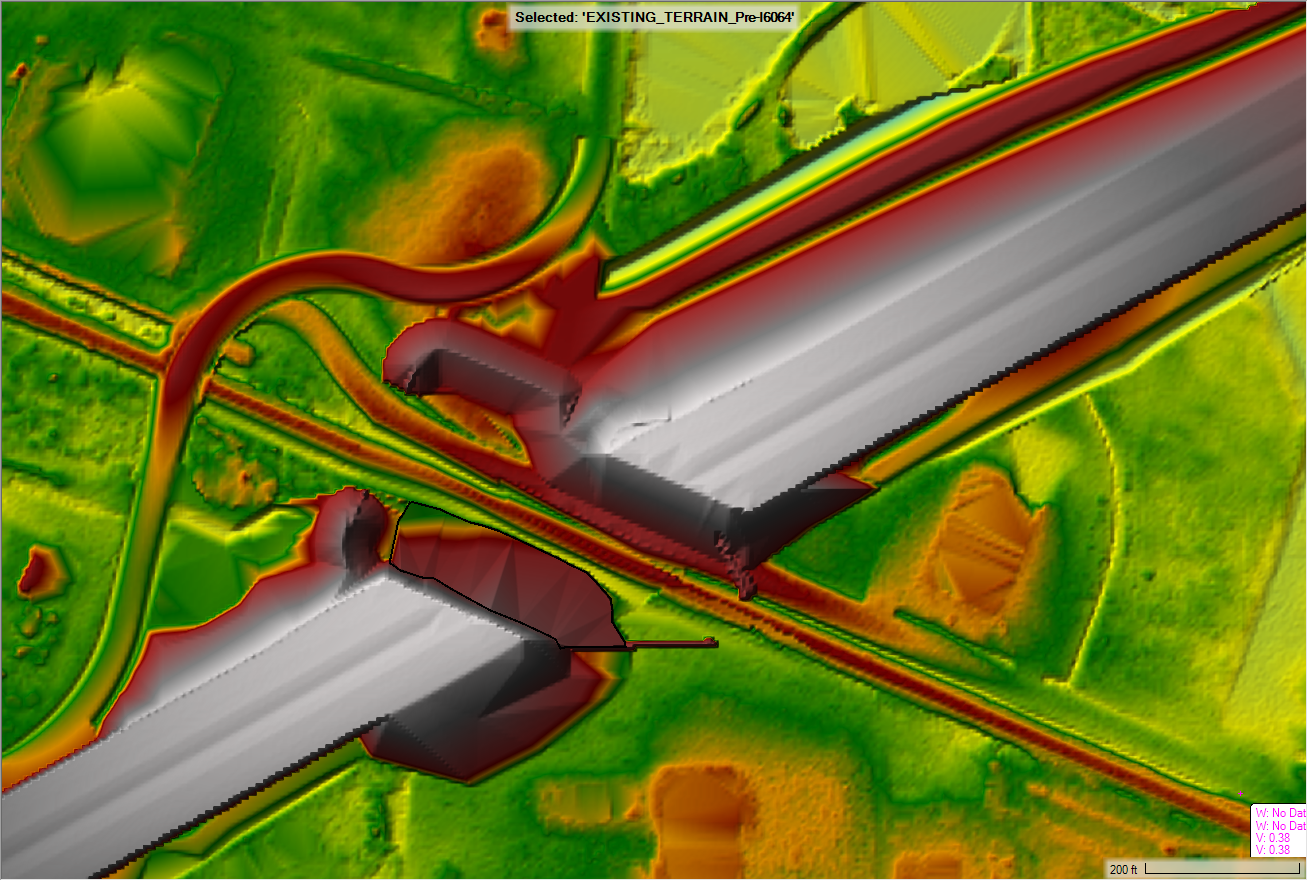 Selected: 'EXISTING_TERRAIN_Pre-I6064'
W: No Dat
W: No Dat
V: 0.38
V: 0.38
200 ft